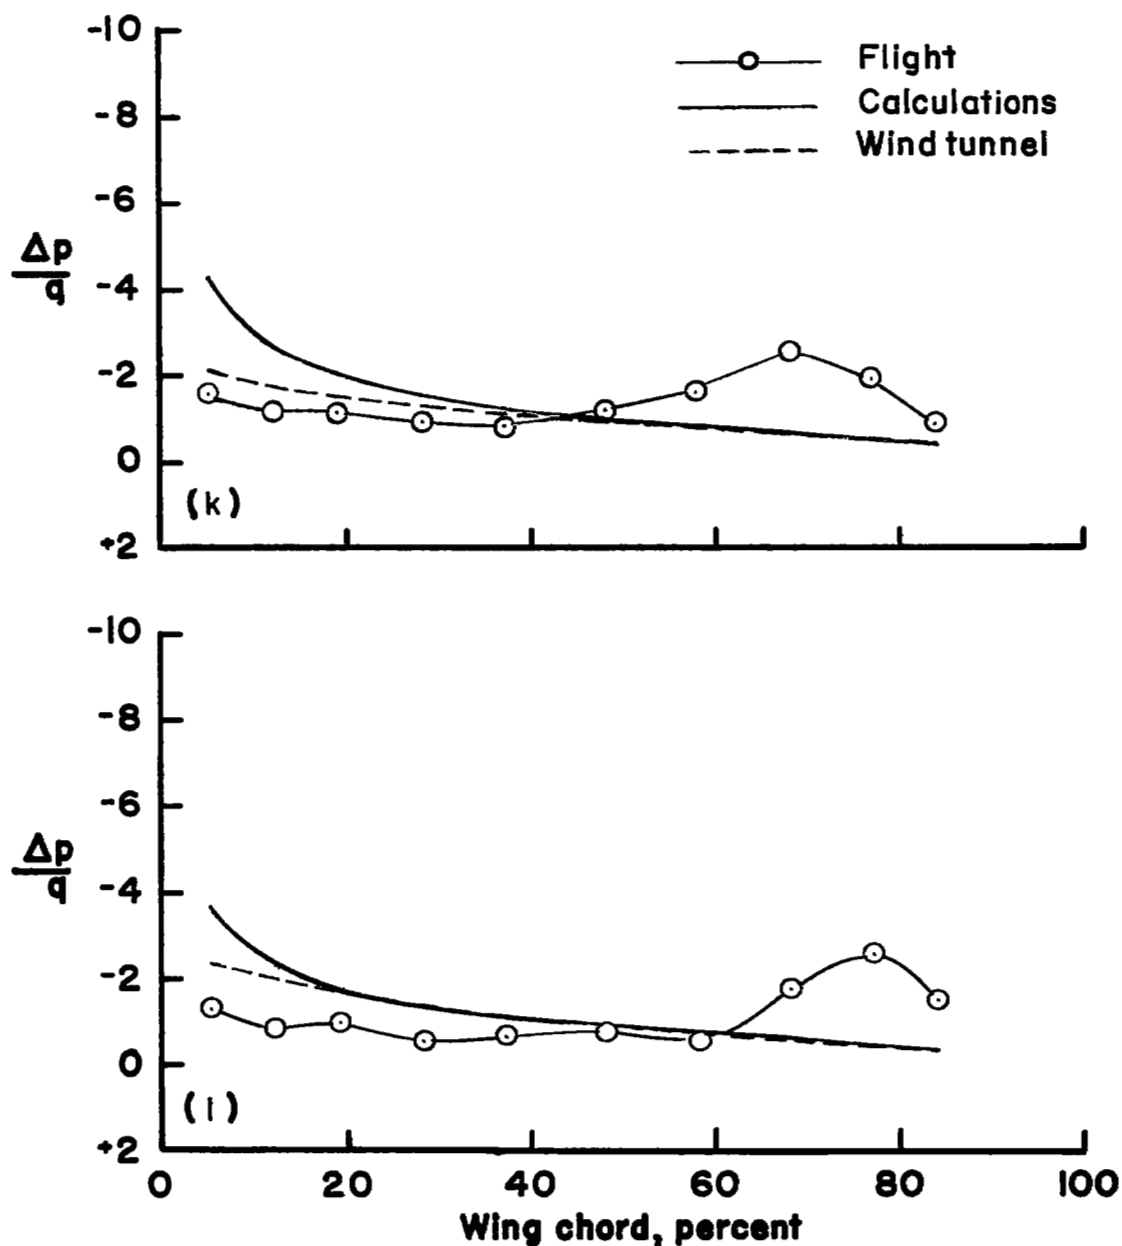 -10
Flight
Calculations
-8
Wind tunnel
-6
Δp
q
-4
-2
0
(k)
+2
-10
-8
-6
Δp
q
-4
-2
0
(l)
+2
0 20 40 60 80 100
Wing chord, percent